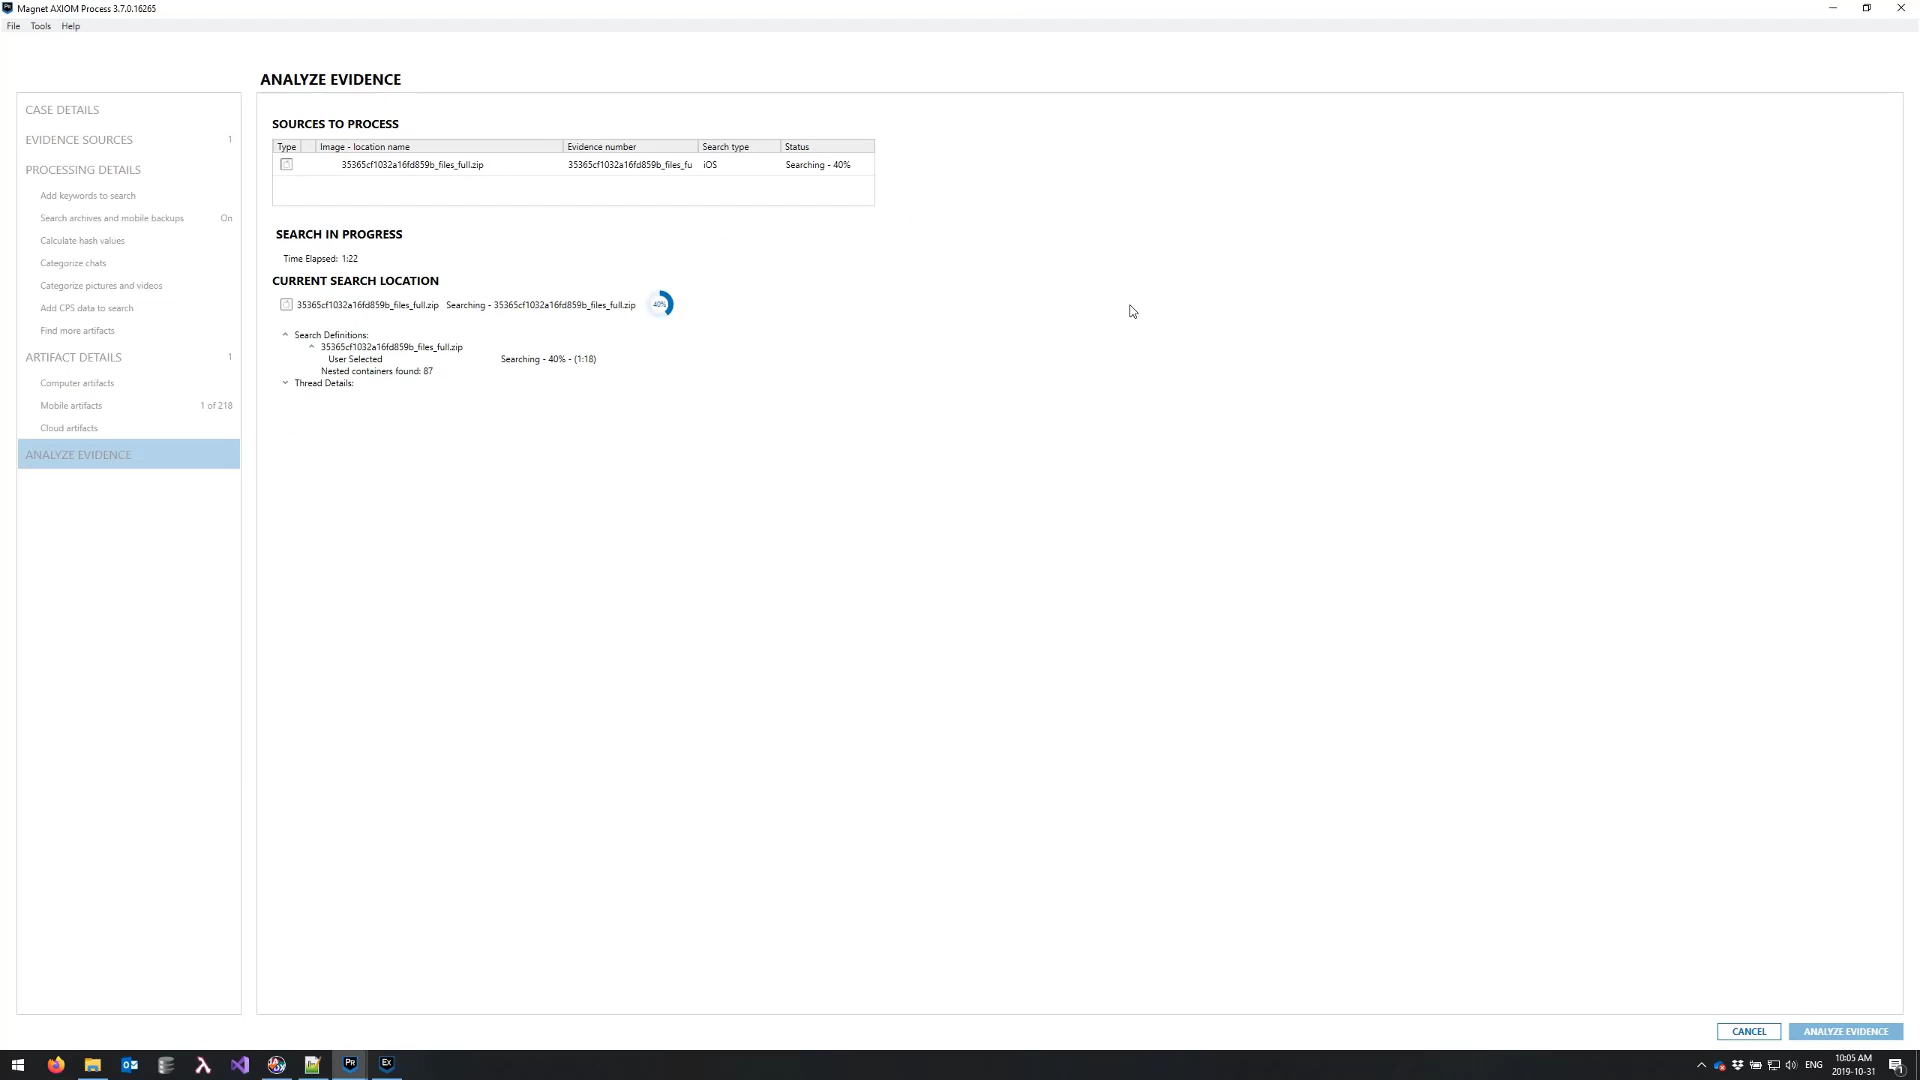 Magnet AXIOM Process 3.7.0.16265
File Tools Help
ANALYZE EVIDENCE
CASE DETAILS
EVIDENCE SOURCES 1
PROCESSING DETAILS
Add keywords to search
Search archives and mobile backups On
Calculate hash values
Categorize chats
Categorize pictures and videos
Add CPS data to search
Find more artifacts
ARTIFACT DETAILS 1
Computer artifacts
Mobile artifacts 1 of 218
Cloud artifacts
ANALYZE EVIDENCE
SOURCES TO PROCESS
Type Image - location name Evidence number Search type Status
35365cf1032a16fd859b_files_full.zip 35365cf1032a16fd859b_files_fu iOS Searching - 40%
SEARCH IN PROGRESS
Time Elapsed: 1:22
CURRENT SEARCH LOCATION
35365cf1032a16fd859b_files_full.zip Searching - 35365cf1032a16fd859b_files_full.zip 40%
Search Definitions:
35365cf1032a16fd859b_files_full.zip
User Selected Searching - 40% - (1:18)
Nested containers found: 87
Thread Details:
CANCEL ANALYZE EVIDENCE
PR EX
ENG
10:05 AM
2019-10-31